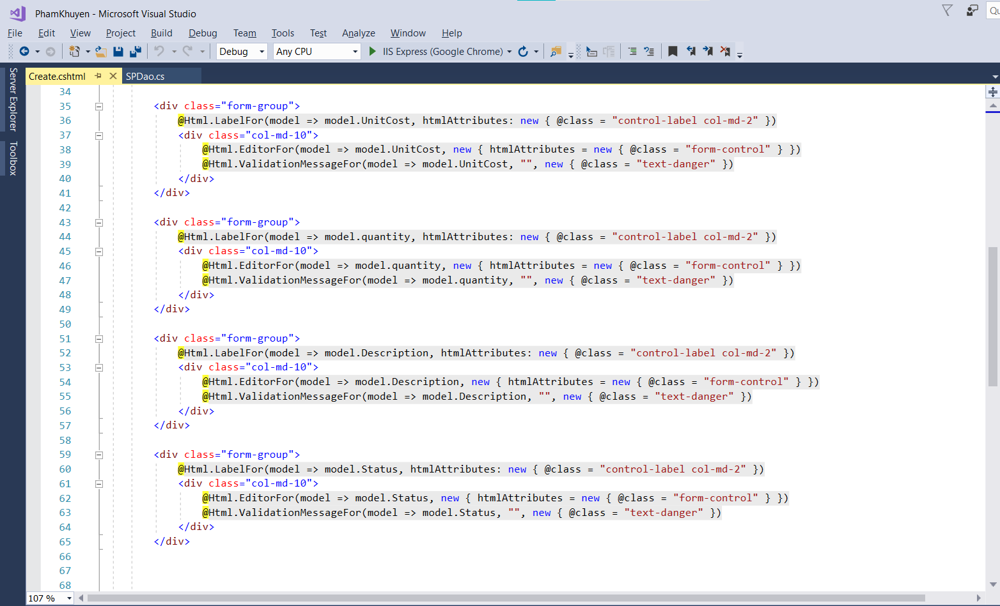 PhamKhuyen - Microsoft Visual Studio
Qu
File Edit View Project Build Debug Team Tools Test Analyze Window Help
Debug Any CPU IIS Express (Google Chrome)
Server Explorer
Toolbox
Create.cshtml SPDao.cs
34
35 <div class="form-group">
36 @Html.LabelFor(model => model.UnitCost, htmlAttributes: new { @class = "control-label col-md-2" })
37 <div class="col-md-10">
38 @Html.EditorFor(model => model.UnitCost, new { htmlAttributes = new { @class = "form-control" } })
39 @Html.ValidationMessageFor(model => model.UnitCost, "", new { @class = "text-danger" })
40 </div>
41 </div>
42
43 <div class="form-group">
44 @Html.LabelFor(model => model.quantity, htmlAttributes: new { @class = "control-label col-md-2" })
45 <div class="col-md-10">
46 @Html.EditorFor(model => model.quantity, new { htmlAttributes = new { @class = "form-control" } })
47 @Html.ValidationMessageFor(model => model.quantity, "", new { @class = "text-danger" })
48 </div>
49 </div>
50
51 <div class="form-group">
52 @Html.LabelFor(model => model.Description, htmlAttributes: new { @class = "control-label col-md-2" })
53 <div class="col-md-10">
54 @Html.EditorFor(model => model.Description, new { htmlAttributes = new { @class = "form-control" } })
55 @Html.ValidationMessageFor(model => model.Description, "", new { @class = "text-danger" })
56 </div>
57 </div>
58
59 <div class="form-group">
60 @Html.LabelFor(model => model.Status, htmlAttributes: new { @class = "control-label col-md-2" })
61 <div class="col-md-10">
62 @Html.EditorFor(model => model.Status, new { htmlAttributes = new { @class = "form-control" } })
63 @Html.ValidationMessageFor(model => model.Status, "", new { @class = "text-danger" })
64 </div>
65 </div>
66
67
68
107 %